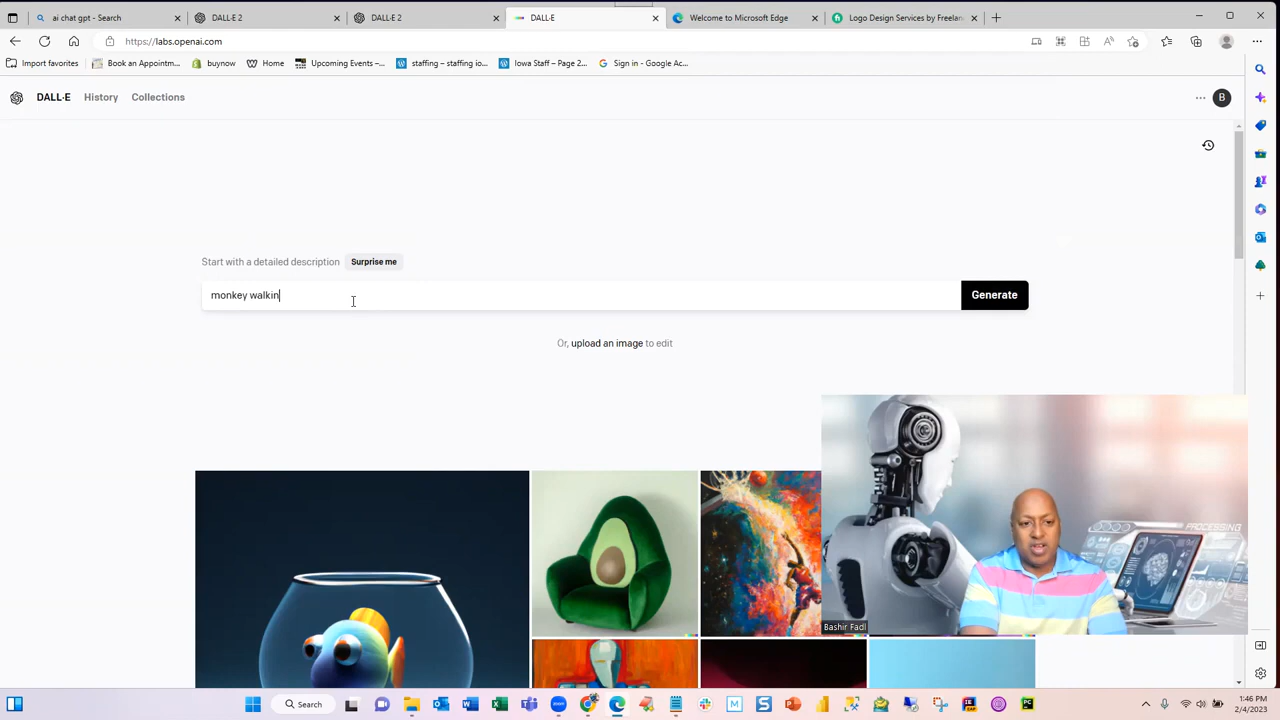 ai chat gpt - Search
DALL·E 2
DALL·E 2
DALL·E
Welcome to Microsoft Edge
Logo Design Services by Freelan
https://labs.openai.com
Import favorites
Book an Appointm...
buynow
Home
Upcoming Events –...
staffing – staffing io...
Iowa Staff – Page 2...
Sign in - Google Ac...
DALL·E
History
Collections
B
Start with a detailed description
Surprise me
monkey walkin
Generate
Or, upload an image to edit
PROCESSING
Bashir Fadl
Search
1:46 PM
2/4/2023